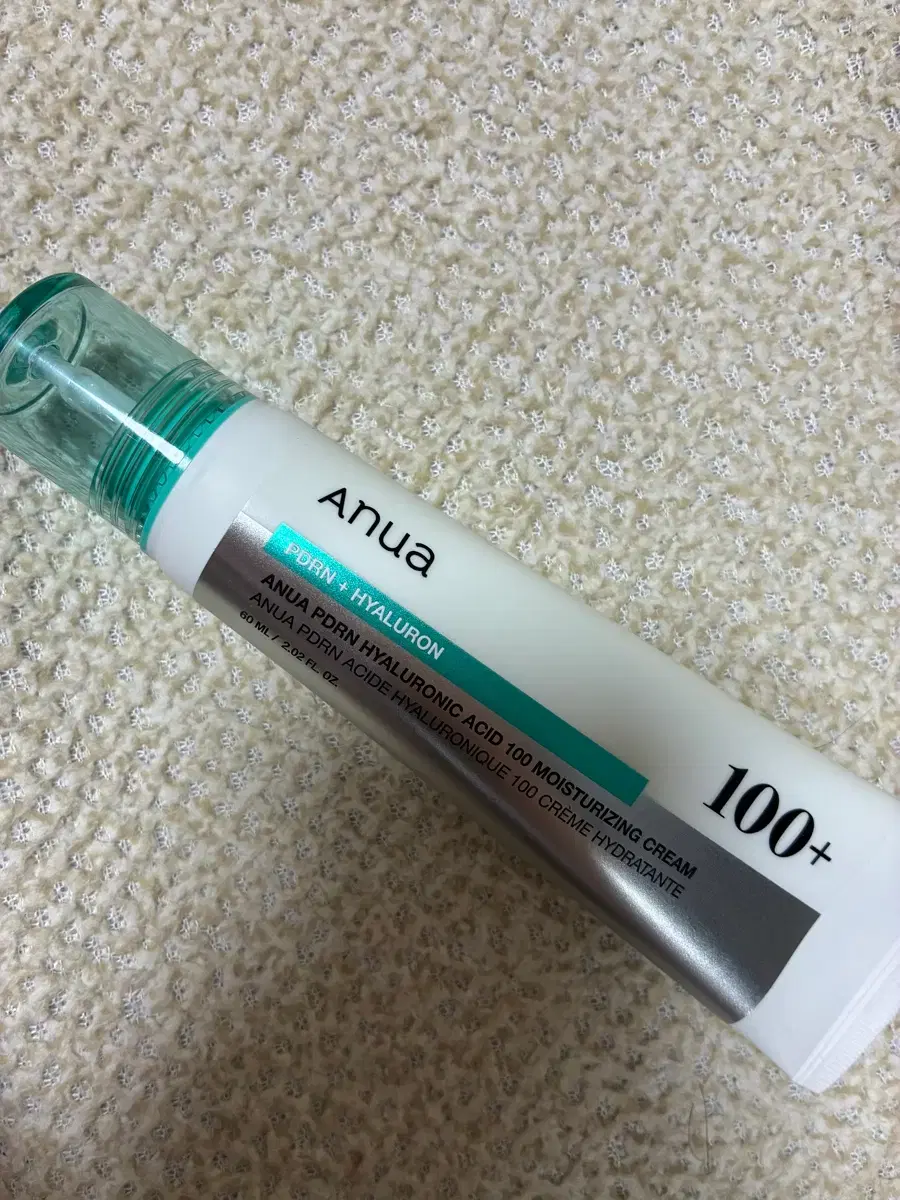 Anua
PDRN + HYALURON
ANUA PDRN HYALURONIC ACID 100 MOISTURIZING CREAM
ANUA PDRN ACIDE HYALURONIQUE 100 CRÈME HYDRATANTE
60 ML / 2.02 FL. OZ.
100+